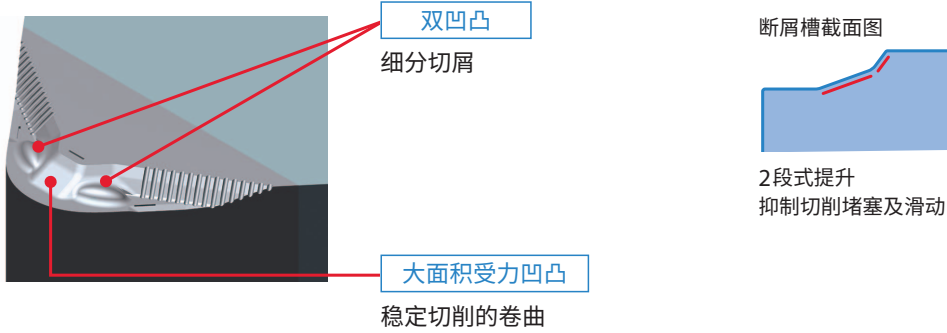 双凹凸
细分切屑
大面积受力凹凸
稳定切削的卷曲
断屑槽截面图
2段式提升
抑制切削堵塞及滑动